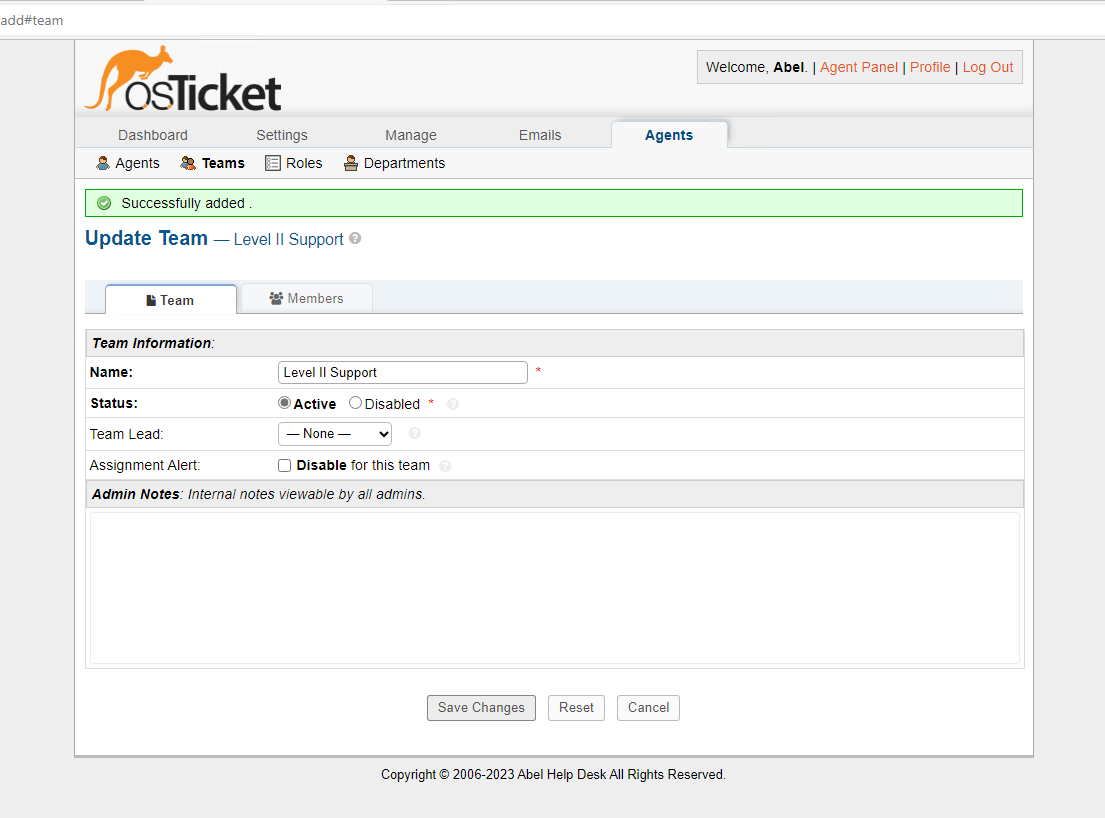 add#team
osTicket
Welcome, Abel. | Agent Panel | Profile | Log Out
Dashboard Settings Manage Emails Agents
Agents Teams Roles Departments
Successfully added .
Update Team — Level II Support ?
Team Members
Team Information:
Name: Level II Support *
Status: Active Disabled * ?
Team Lead: — None — ?
Assignment Alert: Disable for this team ?
Admin Notes: Internal notes viewable by all admins.
Save Changes Reset Cancel
Copyright © 2006-2023 Abel Help Desk All Rights Reserved.